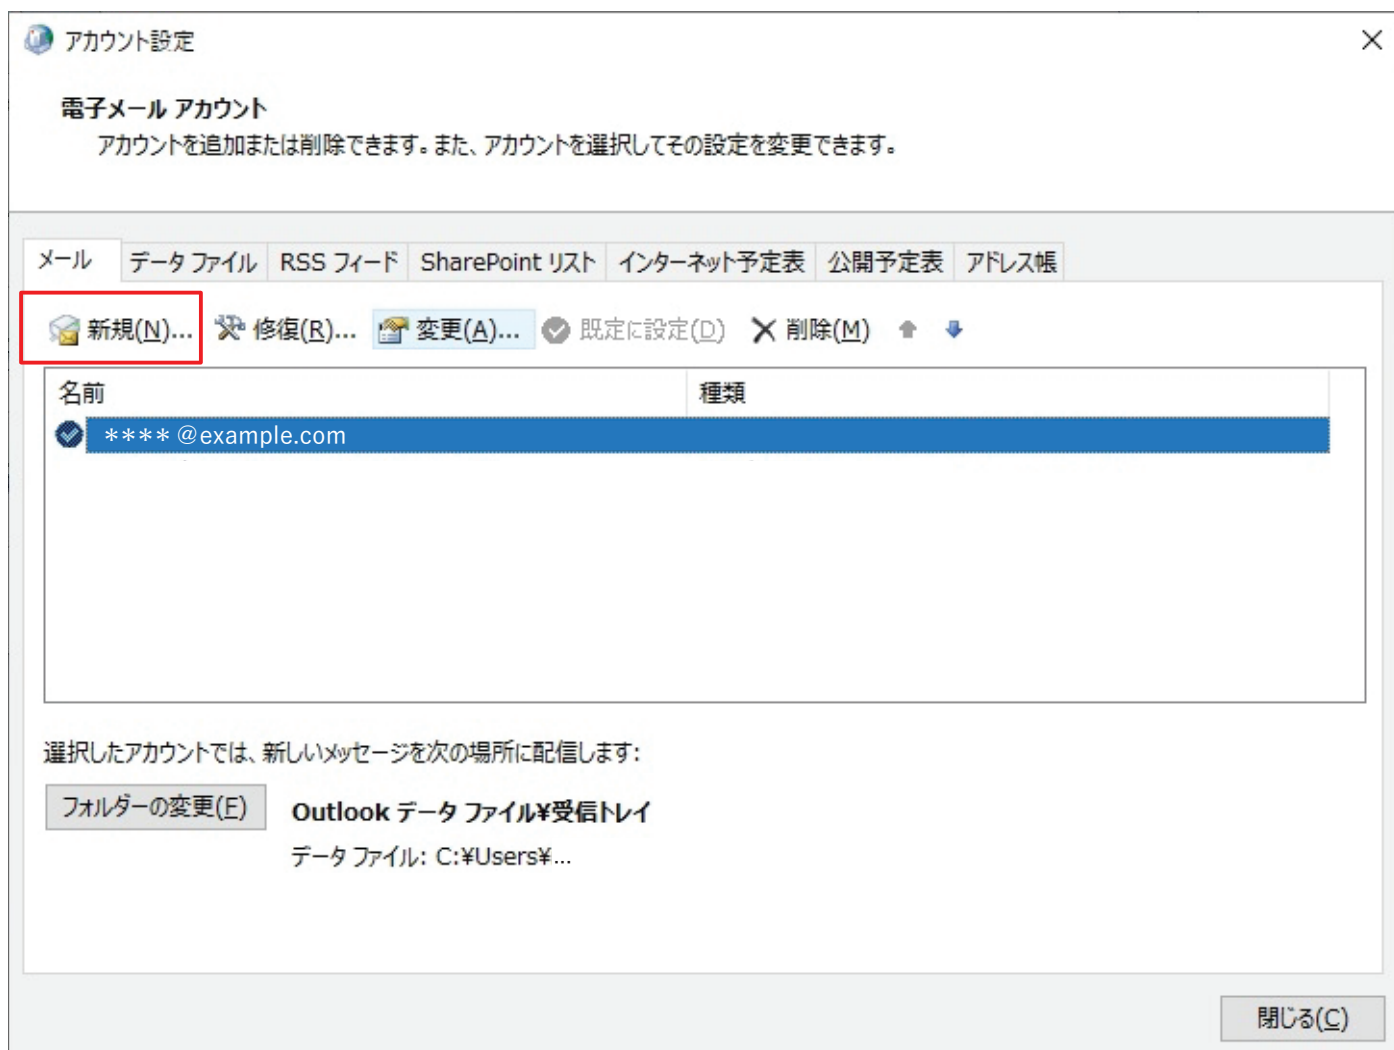 アカウント設定
電子メール アカウント
アカウントを追加または削除できます。また、アカウントを選択してその設定を変更できます。
メール データ ファイル RSS フィード SharePoint リスト インターネット予定表 公開予定表 アドレス帳
新規(N)... 修復(R)... 変更(A)... 既定に設定(D) 削除(M)
名前 種類
****@example.com
選択したアカウントでは、新しいメッセージを次の場所に配信します:
フォルダーの変更(F) Outlook データ ファイル¥受信トレイ
データ ファイル: C:¥Users¥...
閉じる(C)